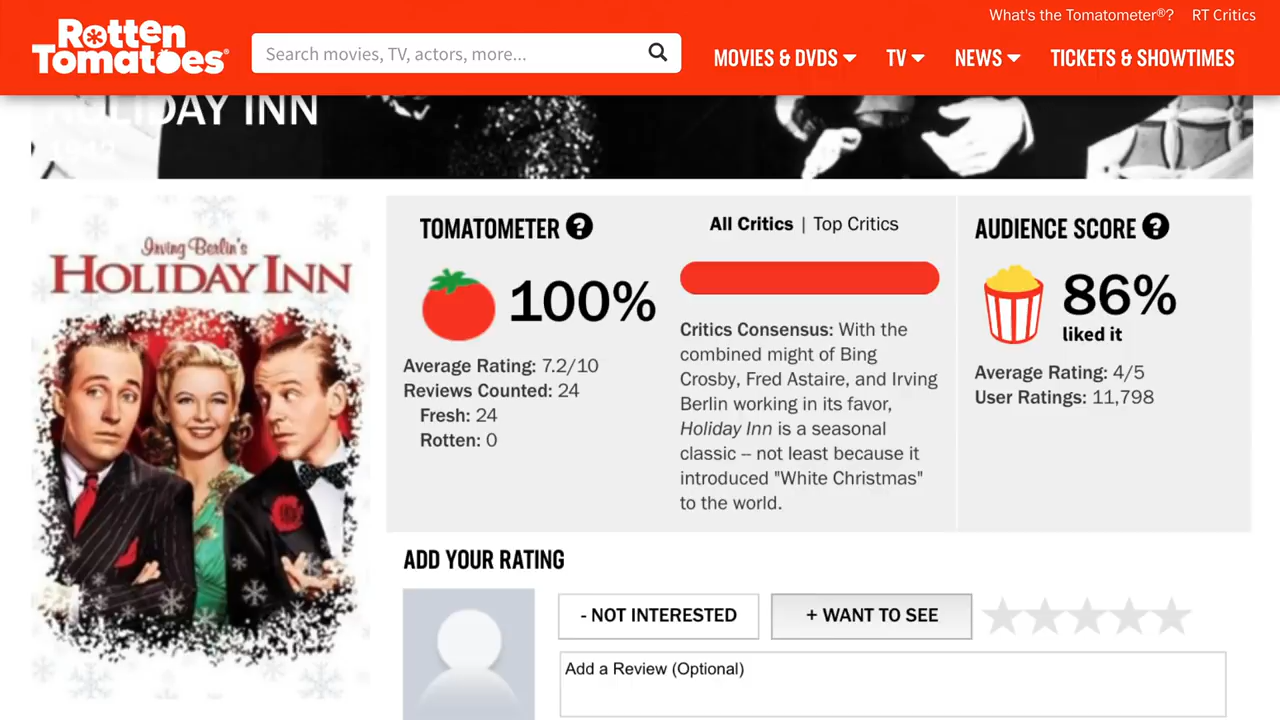 What's the Tomatometer®? RT Critics
Rotten
Tomatoes®
Search movies, TV, actors, more...
MOVIES & DVDS TV NEWS TICKETS & SHOWTIMES
HOLIDAY INN
1942
Irving Berlin's
HOLIDAY INN
TOMATOMETER ?
100%
Average Rating: 7.2/10
Reviews Counted: 24
Fresh: 24
Rotten: 0
All Critics | Top Critics
Critics Consensus: With the
combined might of Bing
Crosby, Fred Astaire, and Irving
Berlin working in its favor,
Holiday Inn is a seasonal
classic -- not least because it
introduced "White Christmas"
to the world.
AUDIENCE SCORE ?
86%
liked it
Average Rating: 4/5
User Ratings: 11,798
ADD YOUR RATING
- NOT INTERESTED
+ WANT TO SEE
Add a Review (Optional)